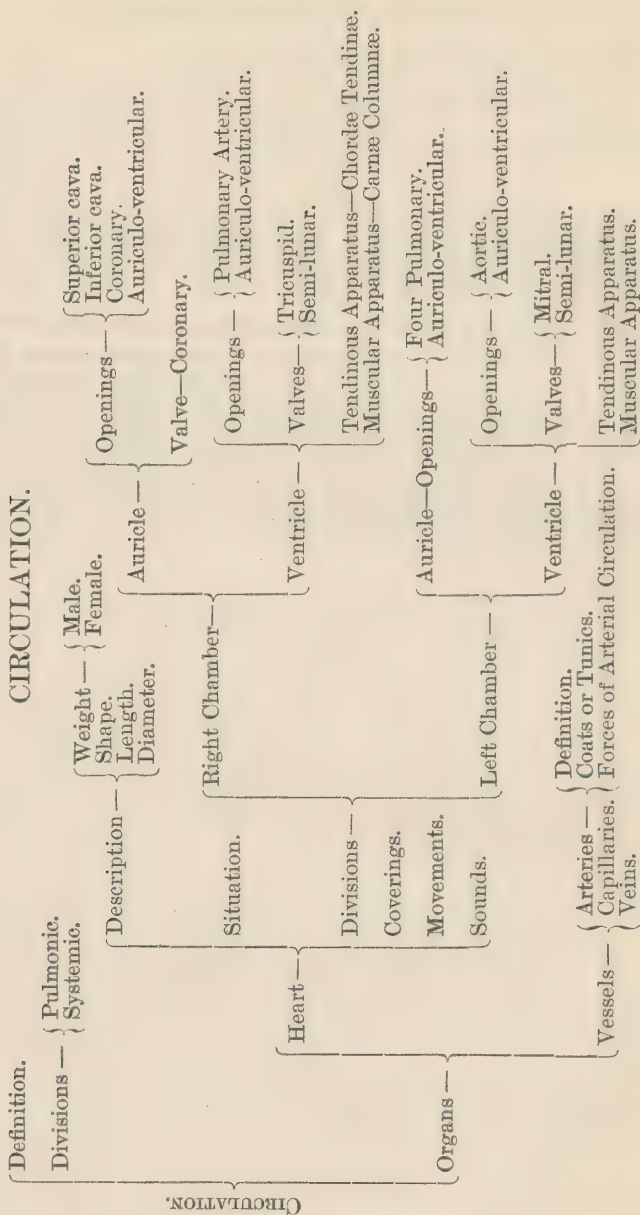 CIRCULATION.
CIRCULATION.
Definition.
Divisions —
Pulmonic.
Systemic.
Organs —
Heart —
Description —
Weight —
Male.
Female.
Shape.
Length.
Diameter.
Situation.
Divisions —
Right Chamber—
Auricle —
Openings —
Superior cava.
Inferior cava.
Coronary.
Auriculo-ventricular.
Valve—Coronary.
Ventricle —
Openings —
Pulmonary Artery.
Auriculo-ventricular.
Valves—
Tricuspid.
Semi-lunar.
Tendinous Apparatus—Chordæ Tendinæ.
Muscular Apparatus—Carnæ Columnæ.
Left Chamber —
Auricle—Openings—
Four Pulmonary.
Auriculo-ventricular.
Ventricle —
Openings —
Aortic.
Auriculo-ventricular.
Valves—
Mitral.
Semi-lunar.
Tendinous Apparatus.
Muscular Apparatus.
Coverings.
Movements.
Sounds.
Vessels —
Arteries —
Definition.
Coats or Tunics.
Forces of Arterial Circulation.
Capillaries.
Veins.